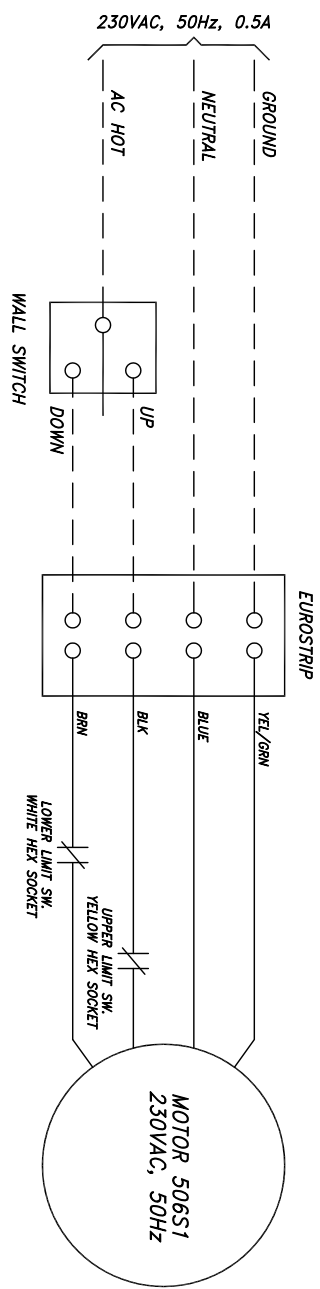 230VAC, 50Hz, 0.5A
GROUND
NEUTRAL
AC HOT
WALL SWITCH
UP
DOWN
EUROSTRIP
YEL/GRN
BLUE
BLK
BRN
LOWER LIMIT SW.
WHITE HEX SOCKET
UPPER LIMIT SW.
YELLOW HEX SOCKET
MOTOR 506S1
230VAC, 50Hz